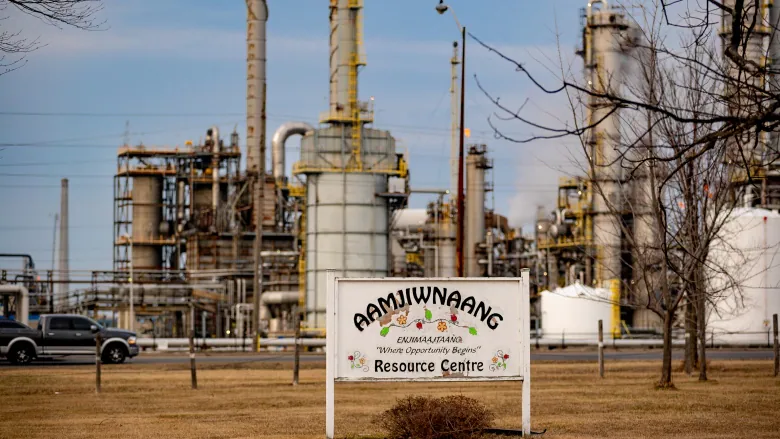 AAMJIWNAANG
ENJIMAAJTAANG
"Where Opportunity Begins"
Resource Centre